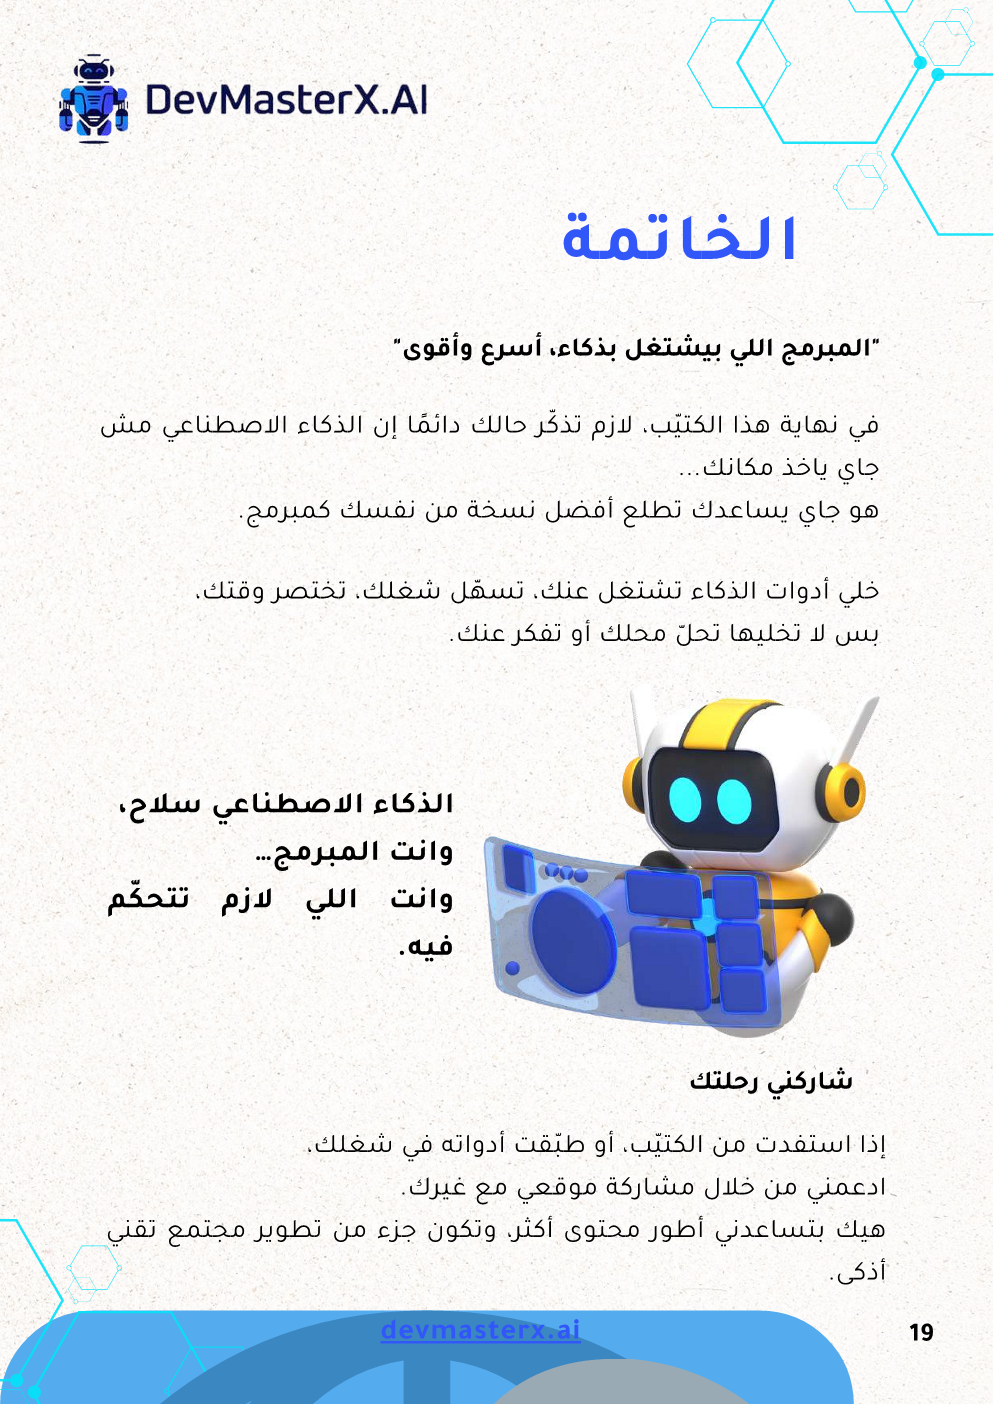 DevMasterX.AI
الخاتمة
"المبرمج اللي بيشتغل بذكاء، أسرع وأقوى"
في نهاية هذا الكتيّب، لازم تذكّر حالك دائمًا إن الذكاء الاصطناعي مش
جاي ياخذ مكانك...
هو جاي يساعدك تطلع أفضل نسخة من نفسك كمبرمج.
خلي أدوات الذكاء تشتغل عنك، تسهّل شغلك، تختصر وقتك،
بس لا تخليها تحلّ محلك أو تفكر عنك.
الذكاء الاصطناعي سلاح،
وانت المبرمج…
وانت اللي لازم تتحكّم
فيه.
شاركني رحلتك
إذا استفدت من الكتيّب، أو طبّقت أدواته في شغلك،
ادعمني من خلال مشاركة موقعي مع غيرك.
هيك بتساعدني أطور محتوى أكثر، وتكون جزء من تطوير مجتمع تقني
أذكى.
devmasterx.ai
19